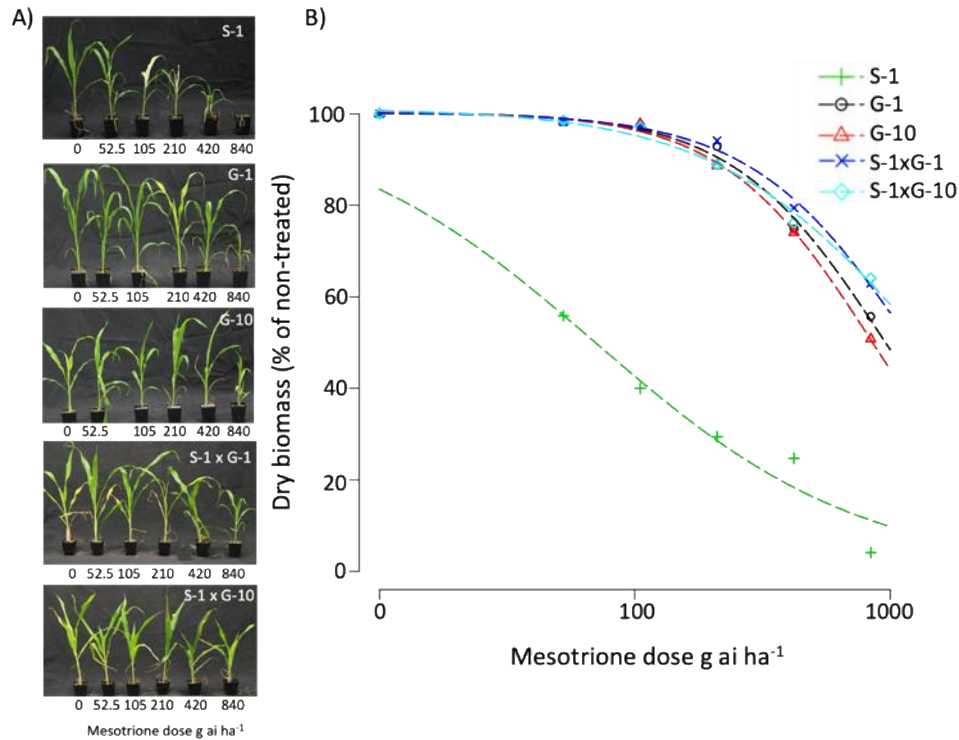 A)
S-1
0 52.5 105 210 420 840
G-1
0 52.5 105 210 420 840
G-10
0 52.5 105 210 420 840
S-1 x G-1
0 52.5 105 210 420 840
S-1 x G-10
0 52.5 105 210 420 840
Mesotrione dose g ai ha⁻¹
B)
S-1
G-1
G-10
S-1xG-1
S-1xG-10
Dry biomass (% of non-treated)
100
80
60
40
20
0
0 100 1000
Mesotrione dose g ai ha⁻¹